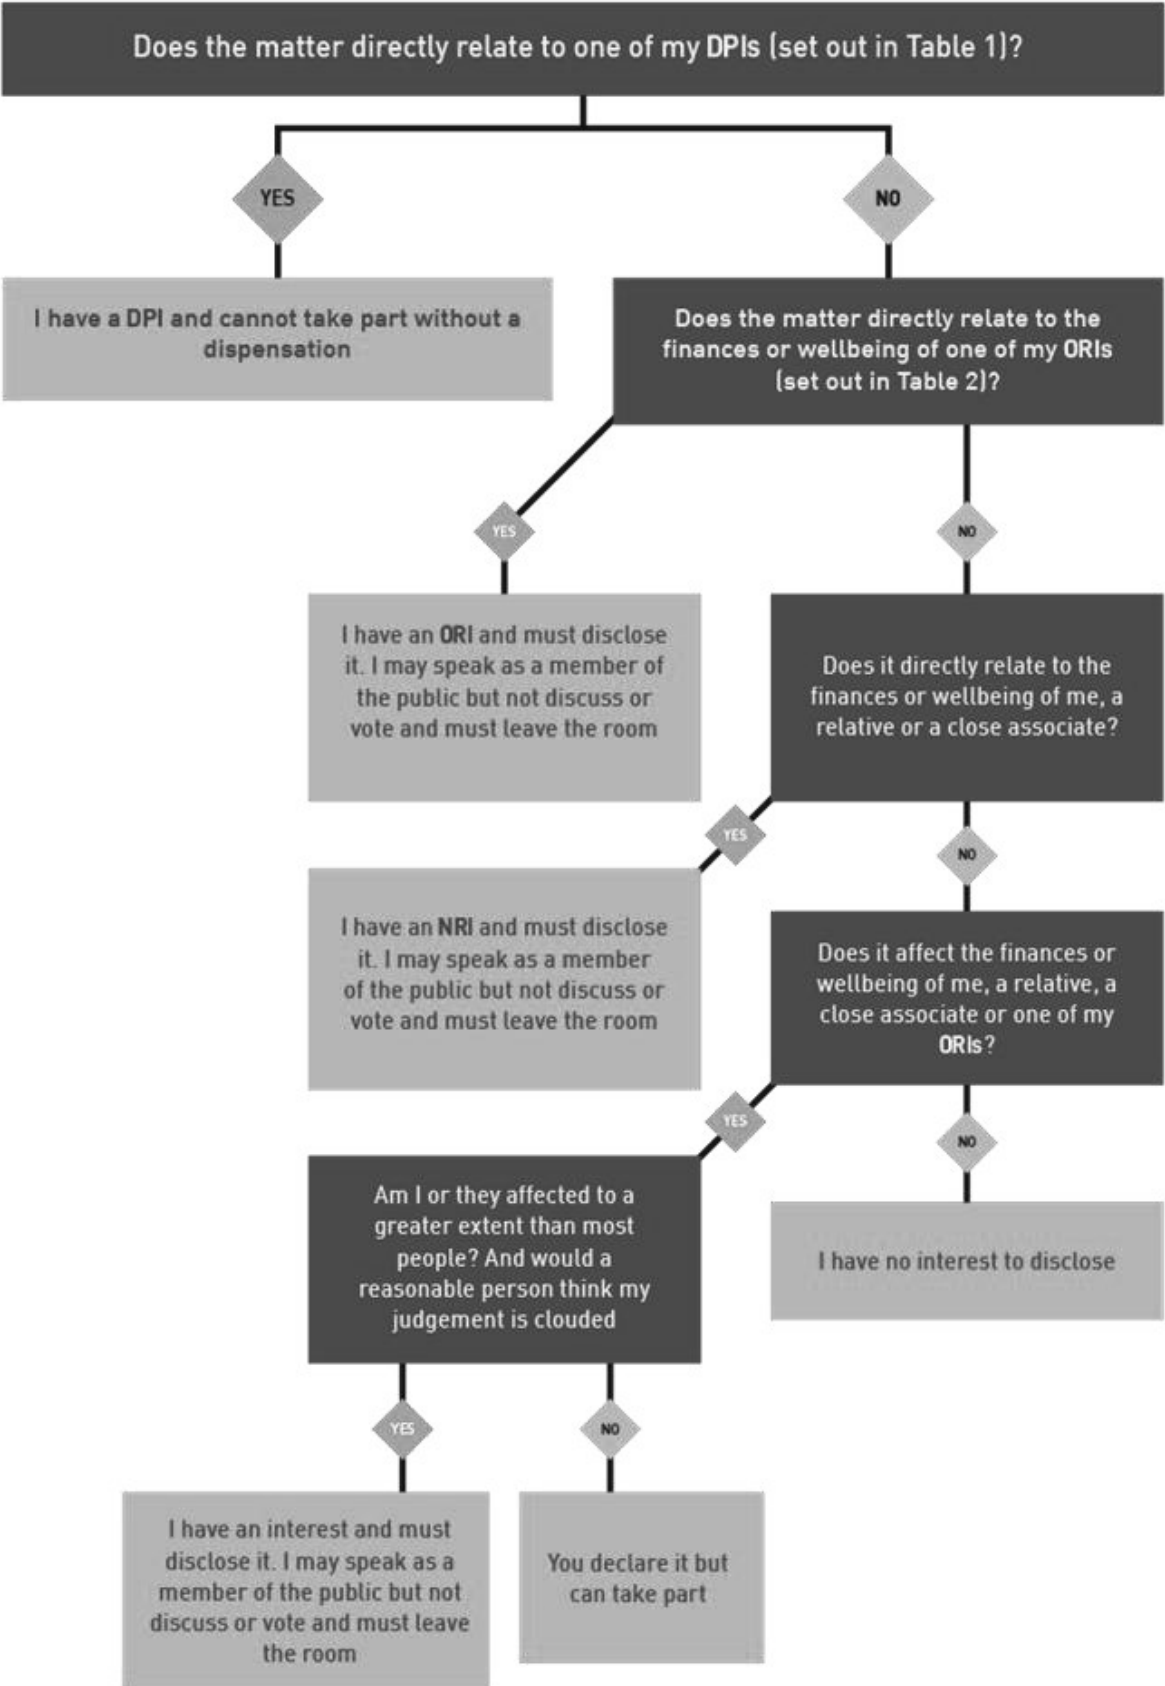 Does the matter directly relate to one of my DPIs (set out in Table 1)?
YES
NO
I have a DPI and cannot take part without a
dispensation
Does the matter directly relate to the
finances or wellbeing of one of my ORIs
(set out in Table 2)?
YES
NO
I have an ORI and must disclose
it. I may speak as a member of
the public but not discuss or
vote and must leave the room
Does it directly relate to the
finances or wellbeing of me, a
relative or a close associate?
YES
NO
I have an NRI and must disclose
it. I may speak as a member
of the public but not discuss or
vote and must leave the room
Does it affect the finances or
wellbeing of me, a relative, a
close associate or one of my
ORIs?
YES
NO
Am I or they affected to a
greater extent than most
people? And would a
reasonable person think my
judgement is clouded
I have no interest to disclose
YES
NO
I have an interest and must
disclose it. I may speak as a
member of the public but not
discuss or vote and must leave
the room
You declare it but
can take part